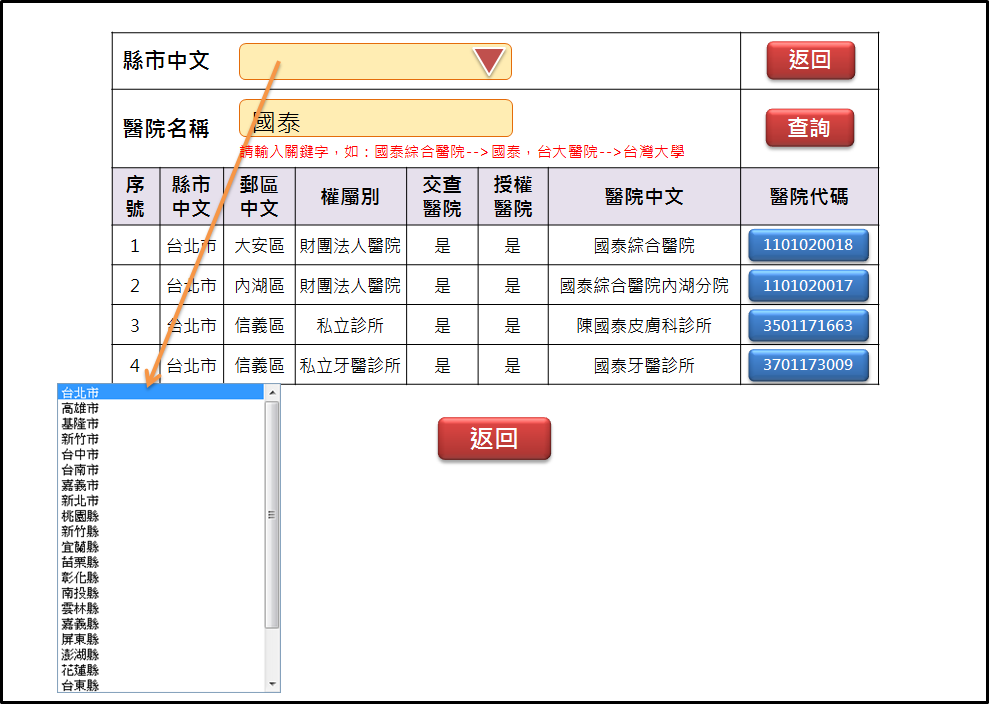 縣市中文
返回
醫院名稱
國泰
查詢
請輸入關鍵字，如：國泰綜合醫院-->國泰，台大醫院-->台灣大學
序號 縣市中文 郵區中文 權屬別 交查醫院 授權醫院 醫院中文 醫院代碼
1 台北市 大安區 財團法人醫院 是 是 國泰綜合醫院 1101020018
2 台北市 內湖區 財團法人醫院 是 是 國泰綜合醫院內湖分院 1101020017
3 台北市 信義區 私立診所 是 是 陳國泰皮膚科診所 3501171663
4 台北市 信義區 私立牙醫診所 是 是 國泰牙醫診所 3701173009
返回
台北市
高雄市
基隆市
新竹市
台中市
台南市
嘉義市
新北市
桃園縣
新竹縣
宜蘭縣
苗栗縣
彰化縣
南投縣
雲林縣
嘉義縣
屏東縣
澎湖縣
花蓮縣
台東縣